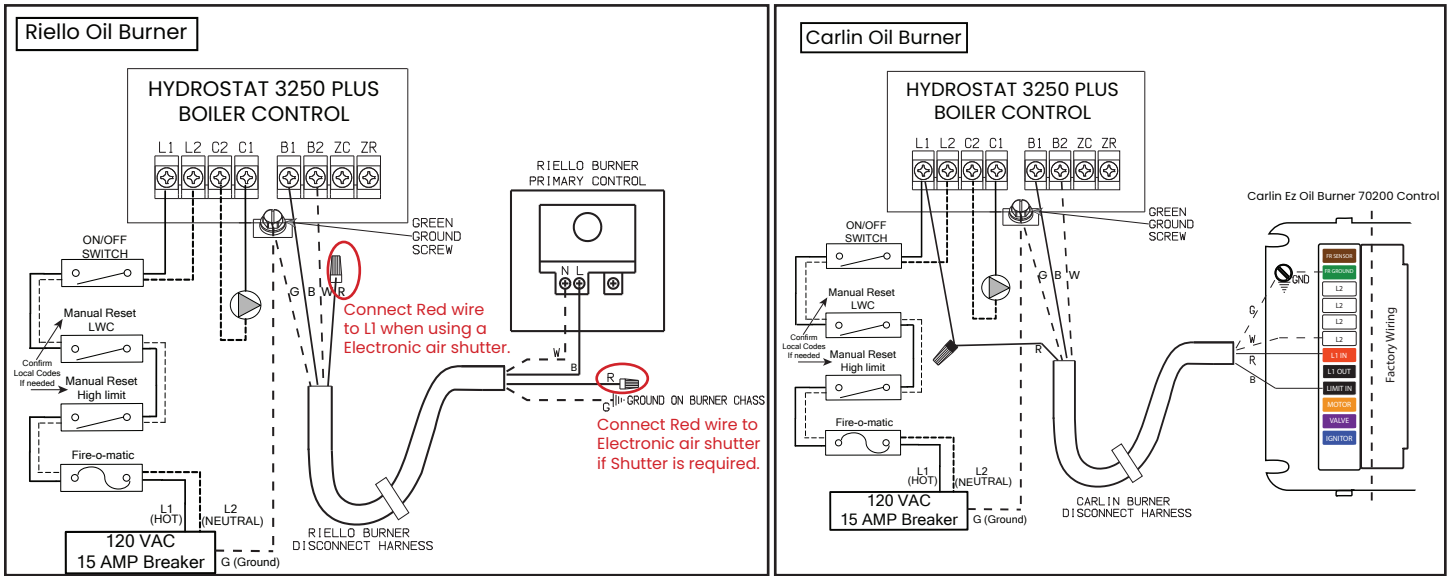 Riello Oil Burner
HYDROSTAT 3250 PLUS
BOILER CONTROL
L1 L2 C2 C1 B1 B2 ZC ZR
RIELLO BURNER
PRIMARY CONTROL
N L
GREEN
GROUND
SCREW
ON/OFF
SWITCH
G B W R
Connect Red wire
to L1 when using a
Electronic air shutter.
Manual Reset
LWC
Confirm
Local Codes
If needed
Manual Reset
High limit
W
B
R
G
GROUND ON BURNER CHASS
Connect Red wire to
Electronic air shutter
if Shutter is required.
Fire-o-matic
L1
(HOT)
L2
(NEUTRAL)
120 VAC
15 AMP Breaker
G (Ground)
RIELLO BURNER
DISCONNECT HARNESS
Carlin Oil Burner
HYDROSTAT 3250 PLUS
BOILER CONTROL
L1 L2 C2 C1 B1 B2 ZC ZR
Carlin Ez Oil Burner 70200 Control
GREEN
GROUND
SCREW
ON/OFF
SWITCH
G B W
Manual Reset
LWC
Confirm
Local Codes
If needed
Manual Reset
High limit
R
GND
G
W
R
B
FR SENSOR
FR GROUND
L2
L2
L2
L2
L1 IN
L1 OUT
LIMIT IN
MOTOR
VALVE
IGNITOR
Factory Wiring
Fire-o-matic
L1
(HOT)
L2
(NEUTRAL)
120 VAC
15 AMP Breaker
G (Ground)
CARLIN BURNER
DISCONNECT HARNESS